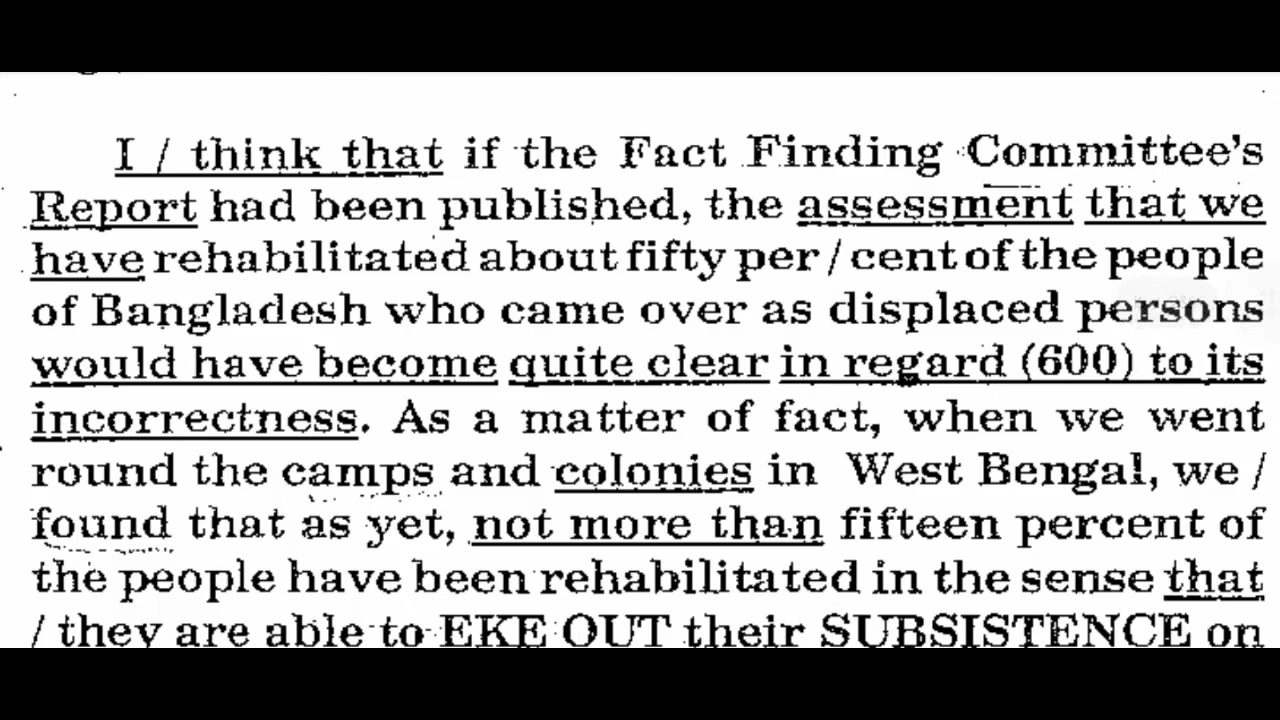 I / think that if the Fact Finding Committee's
Report had been published, the assessment that we
have rehabilitated about fifty per / cent of the people
of Bangladesh who came over as displaced persons
would have become quite clear in regard (600) to its
incorrectness. As a matter of fact, when we went
round the camps and colonies in West Bengal, we /
found that as yet, not more than fifteen percent of
the people have been rehabilitated in the sense that
/ they are able to EKE OUT their SUBSISTENCE on